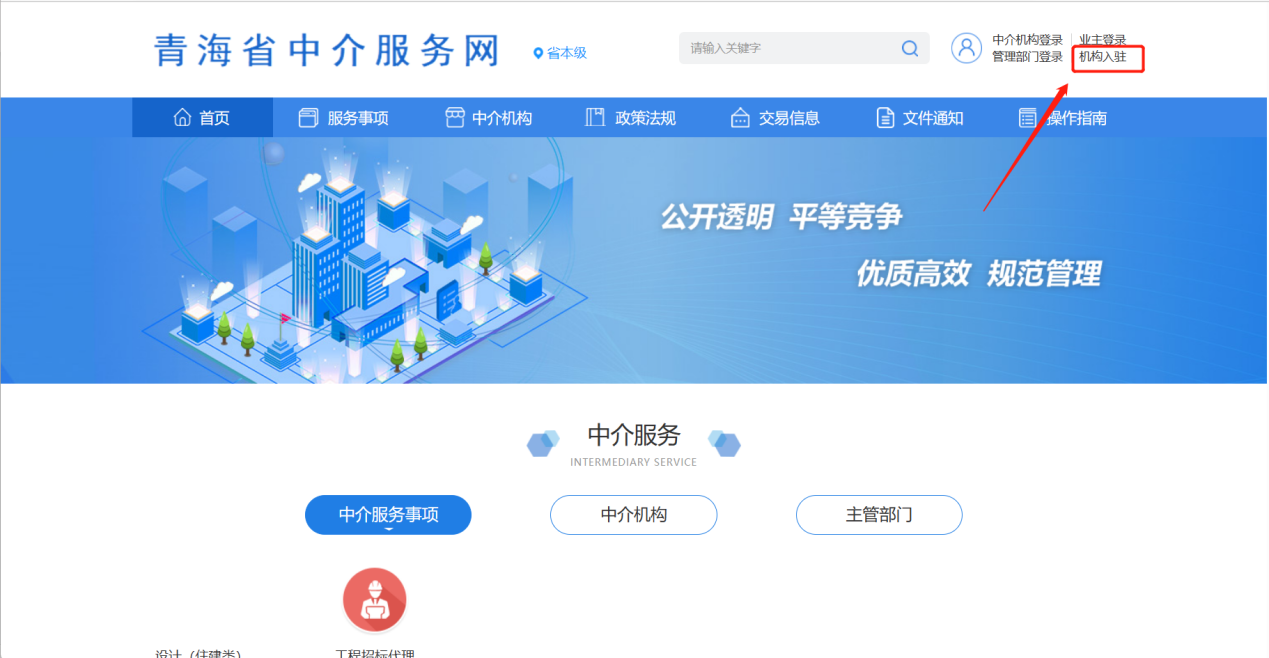 青海省中介服务网
省本级
请输入关键字
中介机构登录 业主登录
管理部门登录 机构入驻
首页 服务事项 中介机构 政策法规 交易信息 文件通知 操作指南
公开透明 平等竞争
优质高效 规范管理
中介服务
INTERMEDIARY SERVICE
中介服务事项 中介机构 主管部门
设计（住建类） 工程招标代理